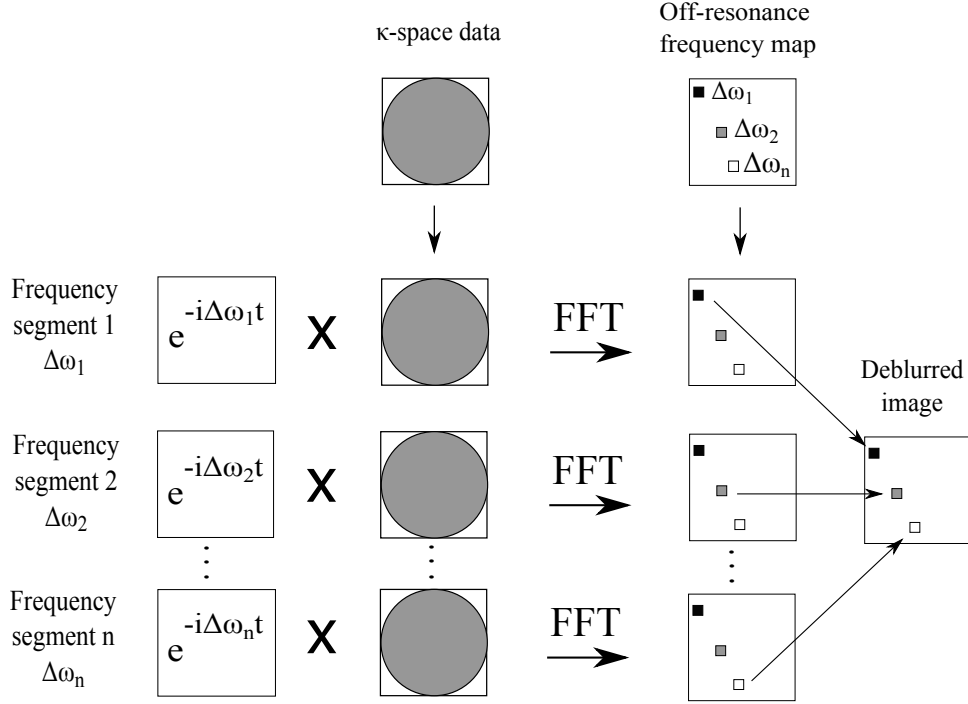 κ-space data
Off-resonance
frequency map
Δω₁
Δω₂
Δωₙ
Frequency
segment 1
Δω₁
e^-iΔω₁t
X
FFT
Deblurred
image
Frequency
segment 2
Δω₂
e^-iΔω₂t
X
FFT
Frequency
segment n
Δωₙ
e^-iΔωₙt
X
FFT